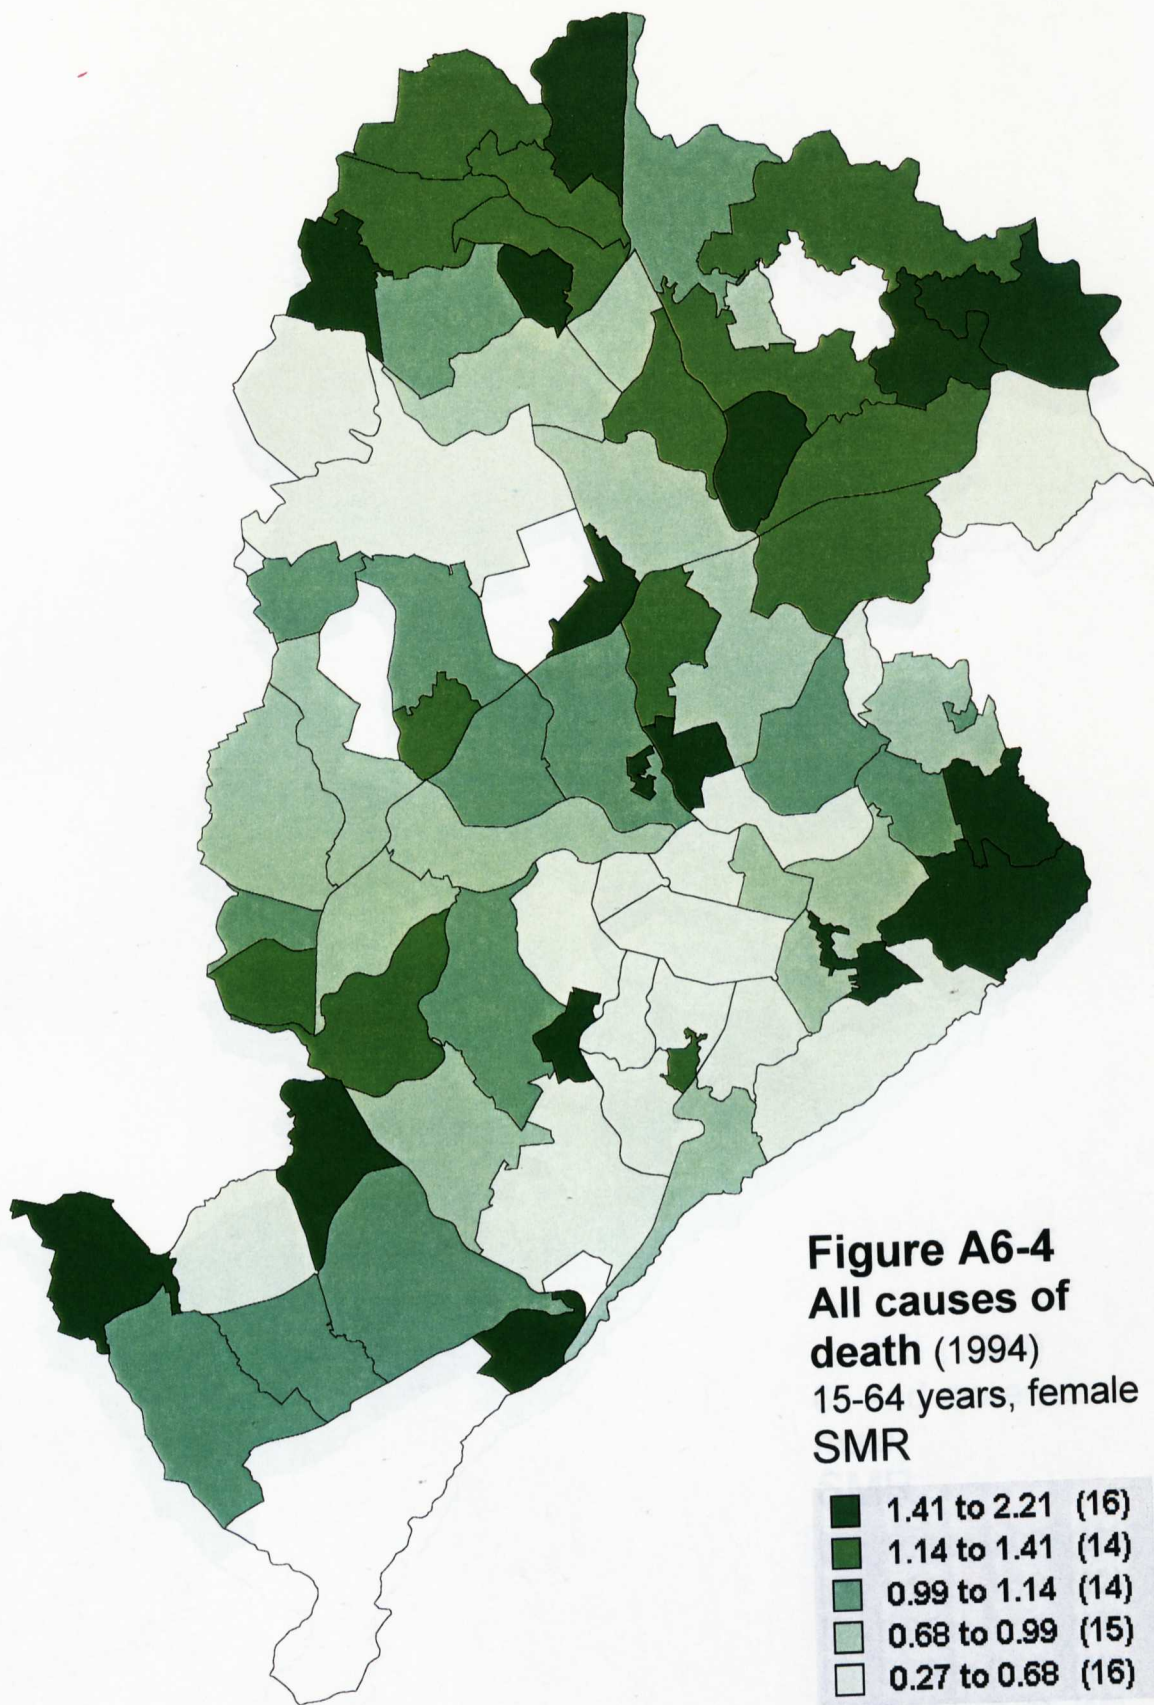 Figure A6-4
All causes of
death (1994)
15-64 years, female
SMR
1.41 to 2.21 (16)
1.14 to 1.41 (14)
0.99 to 1.14 (14)
0.68 to 0.99 (15)
0.27 to 0.68 (16)